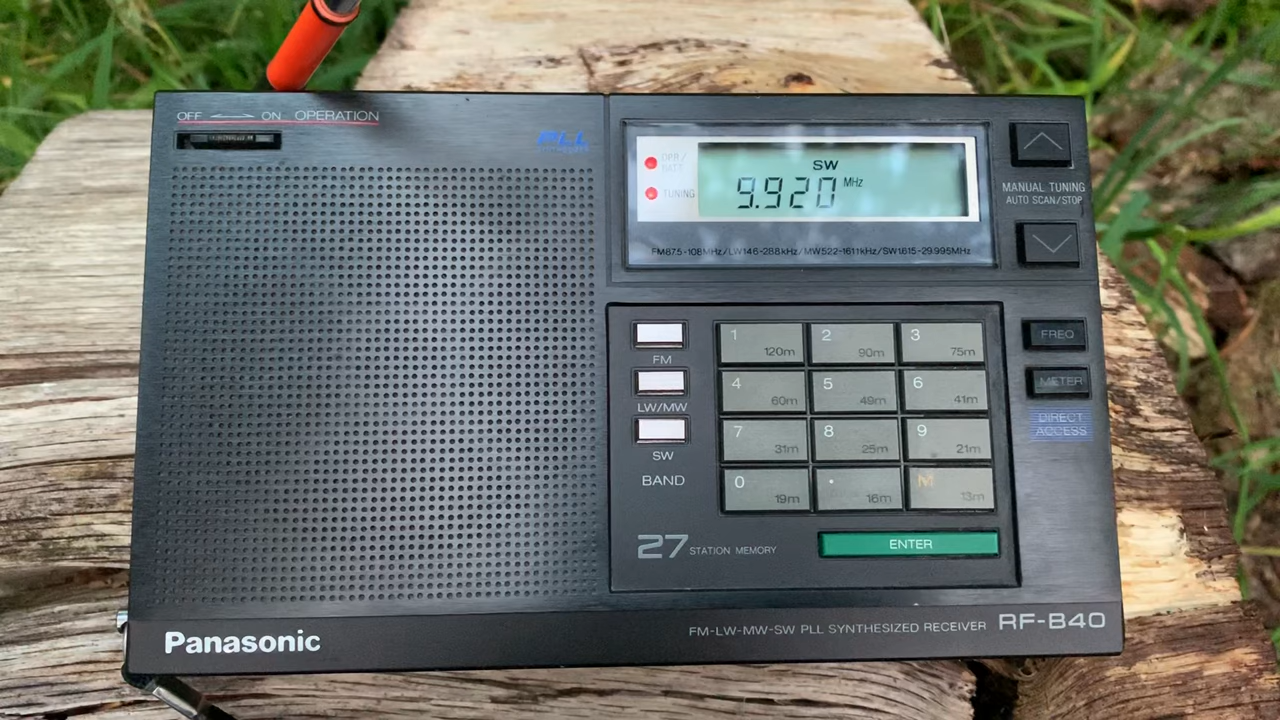 OFF ON OPERATION
PLL
SYNTHESIZED
OPR/
BATT
TUNING
SW
9.920 MHz
FM87.5-108MHz/LW146-288kHz/MW522-1611kHz/SW1.615-29.995MHz
MANUAL TUNING
AUTO SCAN/STOP
FM
LW/MW
SW
BAND
1 120m
2 90m
3 75m
4 60m
5 49m
6 41m
7 31m
8 25m
9 21m
0 19m
· 16m
M 13m
FREQ
METER
DIRECT
ACCESS
27 STATION MEMORY
ENTER
Panasonic
FM-LW-MW-SW PLL SYNTHESIZED RECEIVER RF-B40